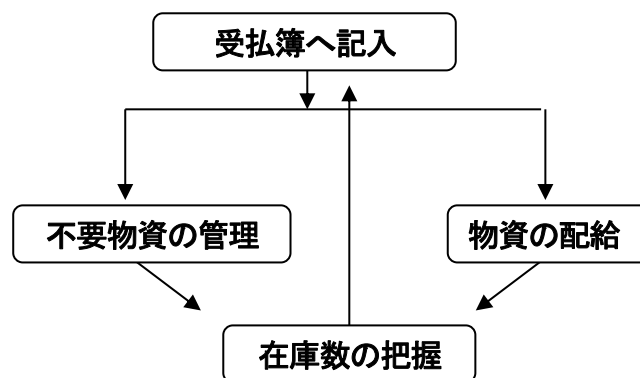 受払簿へ記入
不要物資の管理
物資の配給
在庫数の把握